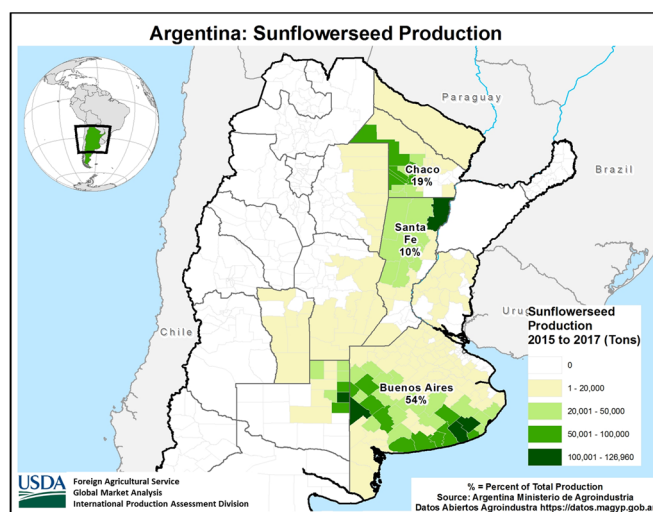 Argentina: Sunflowerseed Production
Paraguay
Chaco
19%
Brazil
Santa
Fe
10%
Chile
Sunflowerseed
Production
2015 to 2017 (Tons)
0
1 - 20,000
20,001 - 50,000
50,001 - 100,000
100,001 - 126,960
Urug
Buenos Aires
54%
USDA
Foreign Agricultural Service
Global Market Analysis
International Production Assessment Division
% = Percent of Total Production
Source: Argentina Ministerio de Agroindustria
Datos Abiertos Agroindustra https://datos.magyp.gob.ar